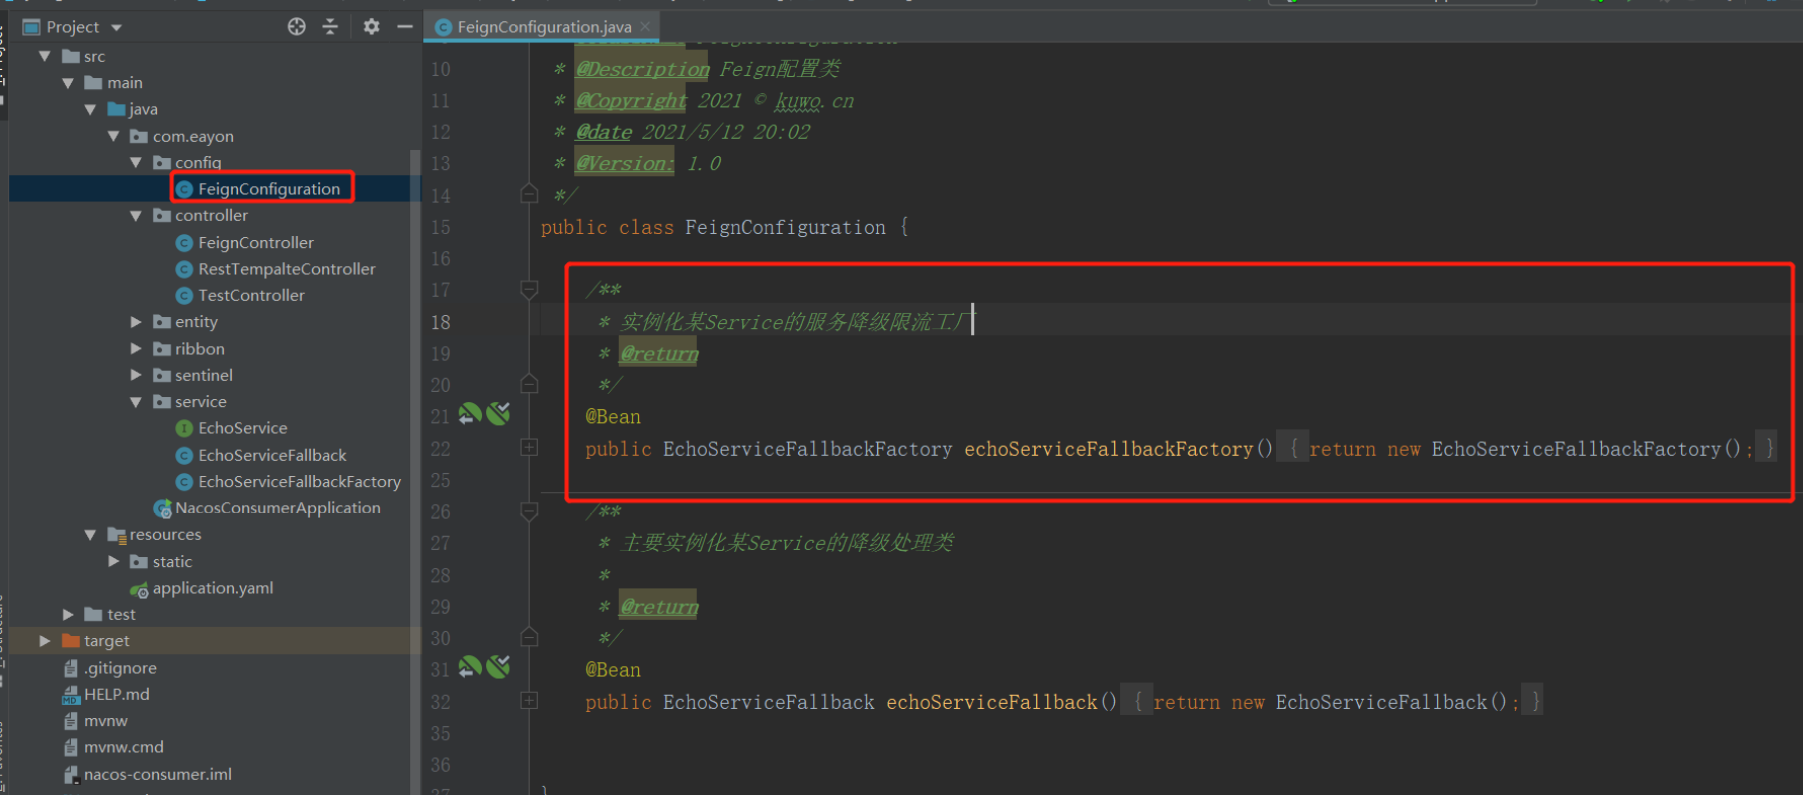 Project
FeignConfiguration.java
src
main
java
com.eayon
config
FeignConfiguration
controller
FeignController
RestTempalteController
TestController
entity
ribbon
sentinel
service
EchoService
EchoServiceFallback
EchoServiceFallbackFactory
NacosConsumerApplication
resources
static
application.yaml
test
target
.gitignore
HELP.md
mvnw
mvnw.cmd
nacos-consumer.iml
10 * @Description Feign配置类
11 * @Copyright 2021 © kuwo.cn
12 * @date 2021/5/12 20:02
13 * @Version: 1.0
14 */
15 public class FeignConfiguration {
16
17 /**
18 * 实例化某Service的服务降级限流工厂
19 * @return
20 */
21 @Bean
22 public EchoServiceFallbackFactory echoServiceFallbackFactory() { return new EchoServiceFallbackFactory(); }
25
26 /**
27 * 主要实例化某Service的降级处理类
28 *
29 * @return
30 */
31 @Bean
32 public EchoServiceFallback echoServiceFallback() { return new EchoServiceFallback(); }
35
36